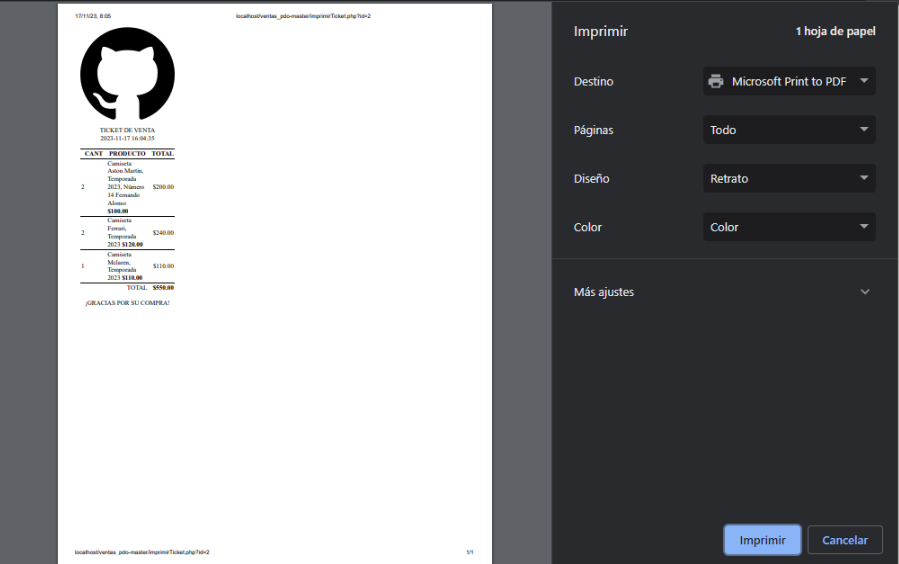 17/11/23, 8:05
localhost/ventas_pdo-master/imprimirTicket.php?id=2
TICKET DE VENTA
2023-11-17 16:04:35
CANT PRODUCTO TOTAL
Camiseta
Aston Martin,
Temporada
2 2023, Número $200.00
14 Fernando
Alonso
$100.00
Camiseta
2 Ferrari, $240.00
Temporada
2023 $120.00
Camiseta
1 Mclaren, $110.00
Temporada
2023 $110.00
TOTAL $550.00
¡GRACIAS POR SU COMPRA!
localhost/ventas_pdo-master/imprimirTicket.php?id=2
1/1
Imprimir
1 hoja de papel
Destino
Microsoft Print to PDF
Páginas
Todo
Diseño
Retrato
Color
Color
Más ajustes
Imprimir
Cancelar